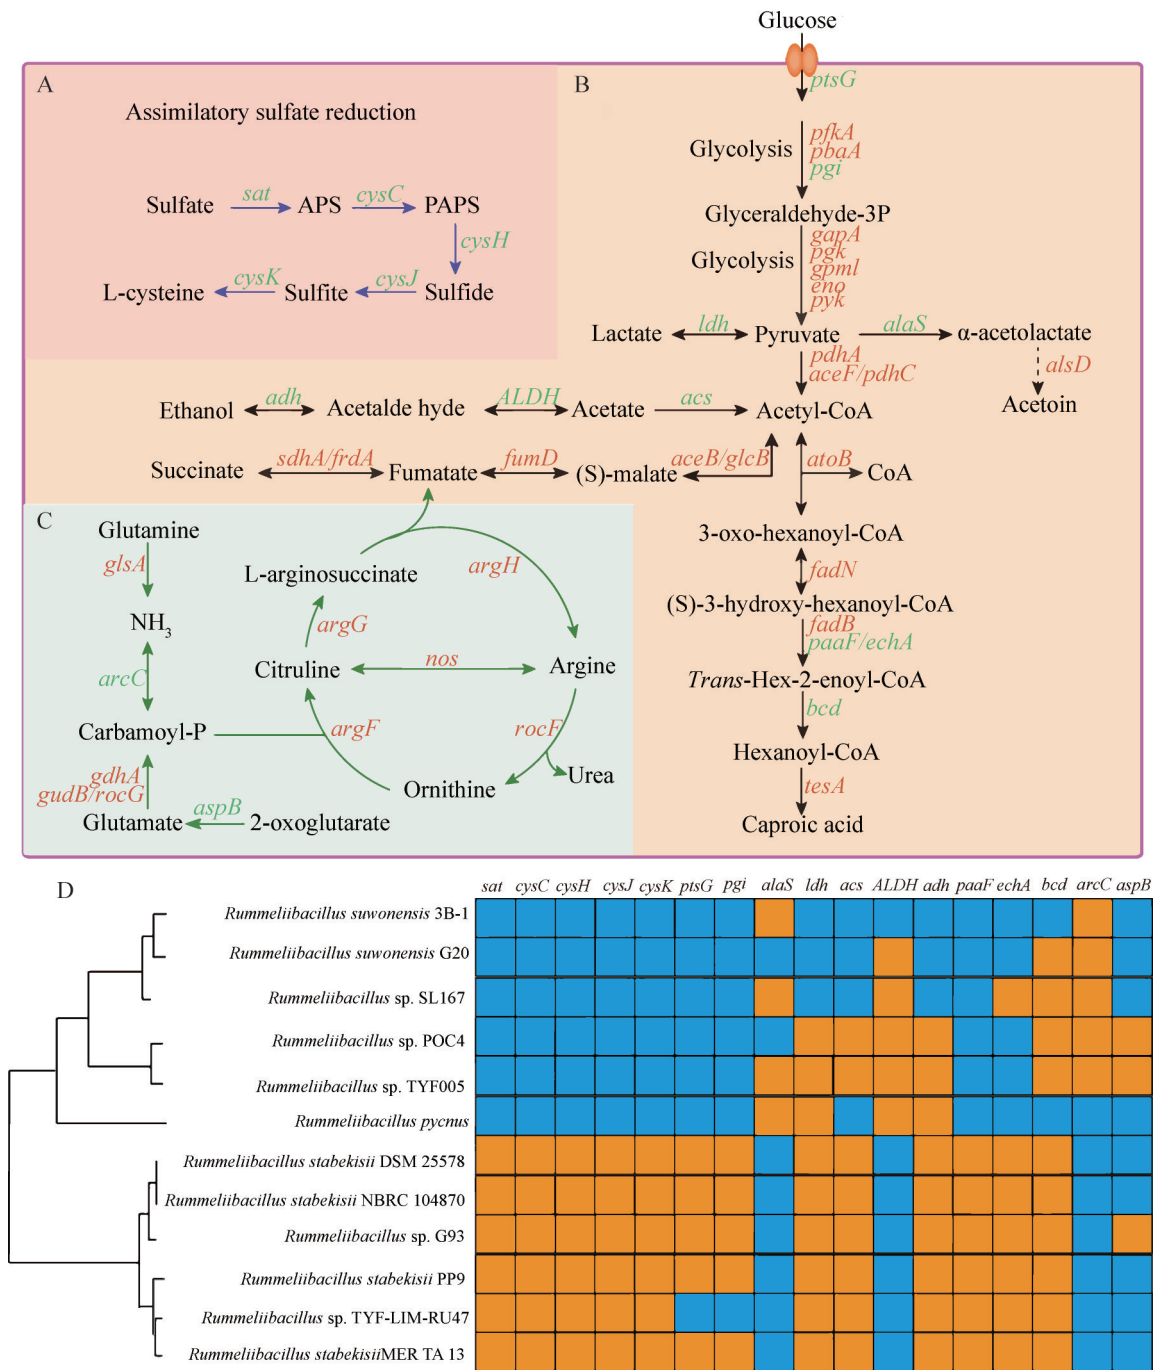 Glucose
A
B
ptsG
Assimilatory sulfate reduction
pfkA
Glycolysis
pbaA
pgi
sat
cysC
Sulfate
APS
PAPS
Glyceraldehyde-3P
cysH
gapA
pgk
Glycolysis
gpml
eno
pyk
cysK
cysJ
L-cysteine
Sulfite
Sulfide
Lactate
ldh
Pyruvate
alaS
α-acetolactate
pdhA
aceF/pdhC
alsD
Ethanol
adh
Acetalde hyde
ALDH
Acetate
acs
Acetyl-CoA
Acetoin
Succinate
sdhA/frdA
Fumatate
fumD
(S)-malate
aceB/glcB
atoB
CoA
C
Glutamine
glsA
3-oxo-hexanoyl-CoA
L-arginosuccinate
argH
fadN
NH3
argG
(S)-3-hydroxy-hexanoyl-CoA
fadB
paaF/echA
arcC
Citruline
nos
Argine
Trans-Hex-2-enoyl-CoA
bcd
Carbamoyl-P
argF
rocF
Hexanoyl-CoA
gdhA
gudB/rocG
Ornithine
Urea
tesA
Glutamate
aspB
2-oxoglutarate
Caproic acid
D
sat cysC cysH cysJ cysK ptsG pgi alaS ldh acs ALDH adh paaF echA bcd arcC aspB
Rummeliibacillus suwonensis 3B-1
Rummeliibacillus suwonensis G20
Rummeliibacillus sp. SL167
Rummeliibacillus sp. POC4
Rummeliibacillus sp. TYF005
Rummeliibacillus pycnus
Rummeliibacillus stabekisii DSM 25578
Rummeliibacillus stabekisii NBRC 104870
Rummeliibacillus sp. G93
Rummeliibacillus stabekisii PP9
Rummeliibacillus sp. TYF-LIM-RU47
Rummeliibacillus stabekisiiMER TA 13